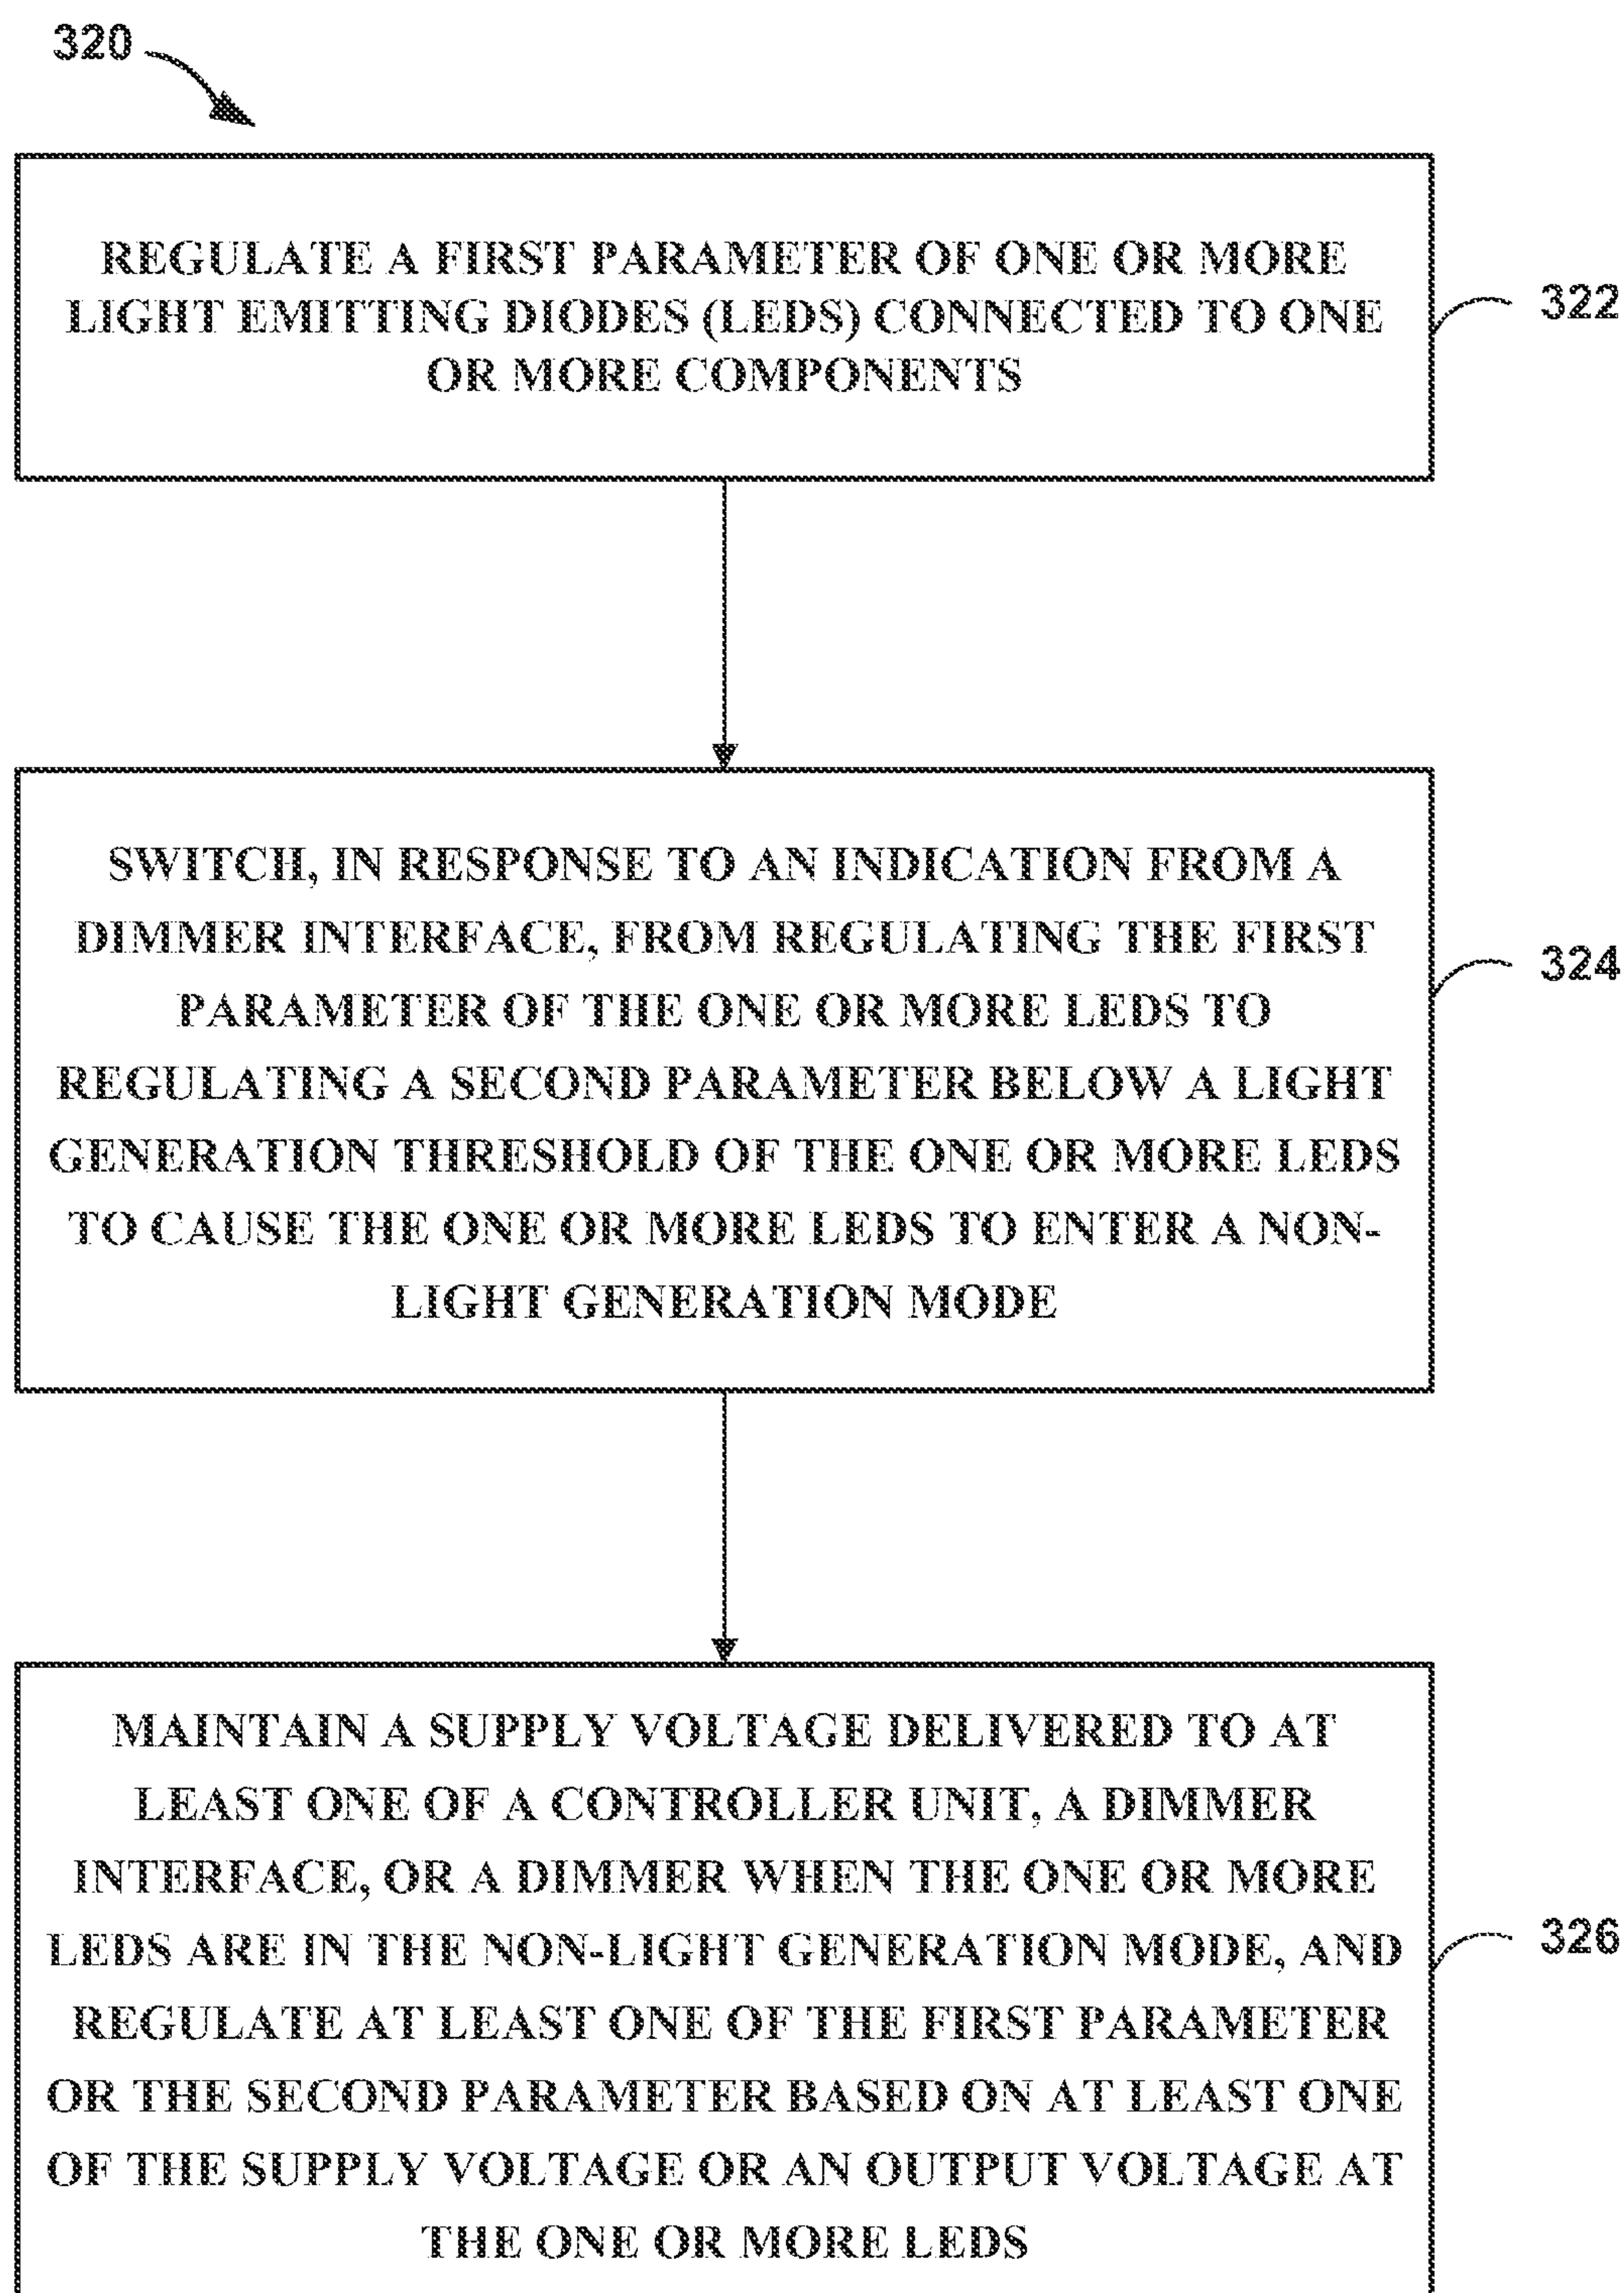 320
REGULATE A FIRST PARAMETER OF ONE OR MORE
LIGHT EMITTING DIODES (LEDS) CONNECTED TO ONE
OR MORE COMPONENTS
322
SWITCH, IN RESPONSE TO AN INDICATION FROM A
DIMMER INTERFACE, FROM REGULATING THE FIRST
PARAMETER OF THE ONE OR MORE LEDS TO
REGULATING A SECOND PARAMETER BELOW A LIGHT
GENERATION THRESHOLD OF THE ONE OR MORE LEDS
TO CAUSE THE ONE OR MORE LEDS TO ENTER A NON-
LIGHT GENERATION MODE
324
MAINTAIN A SUPPLY VOLTAGE DELIVERED TO AT
LEAST ONE OF A CONTROLLER UNIT, A DIMMER
INTERFACE, OR A DIMMER WHEN THE ONE OR MORE
LEDS ARE IN THE NON-LIGHT GENERATION MODE, AND
REGULATE AT LEAST ONE OF THE FIRST PARAMETER
OR THE SECOND PARAMETER BASED ON AT LEAST ONE
OF THE SUPPLY VOLTAGE OR AN OUTPUT VOLTAGE AT
THE ONE OR MORE LEDS
326